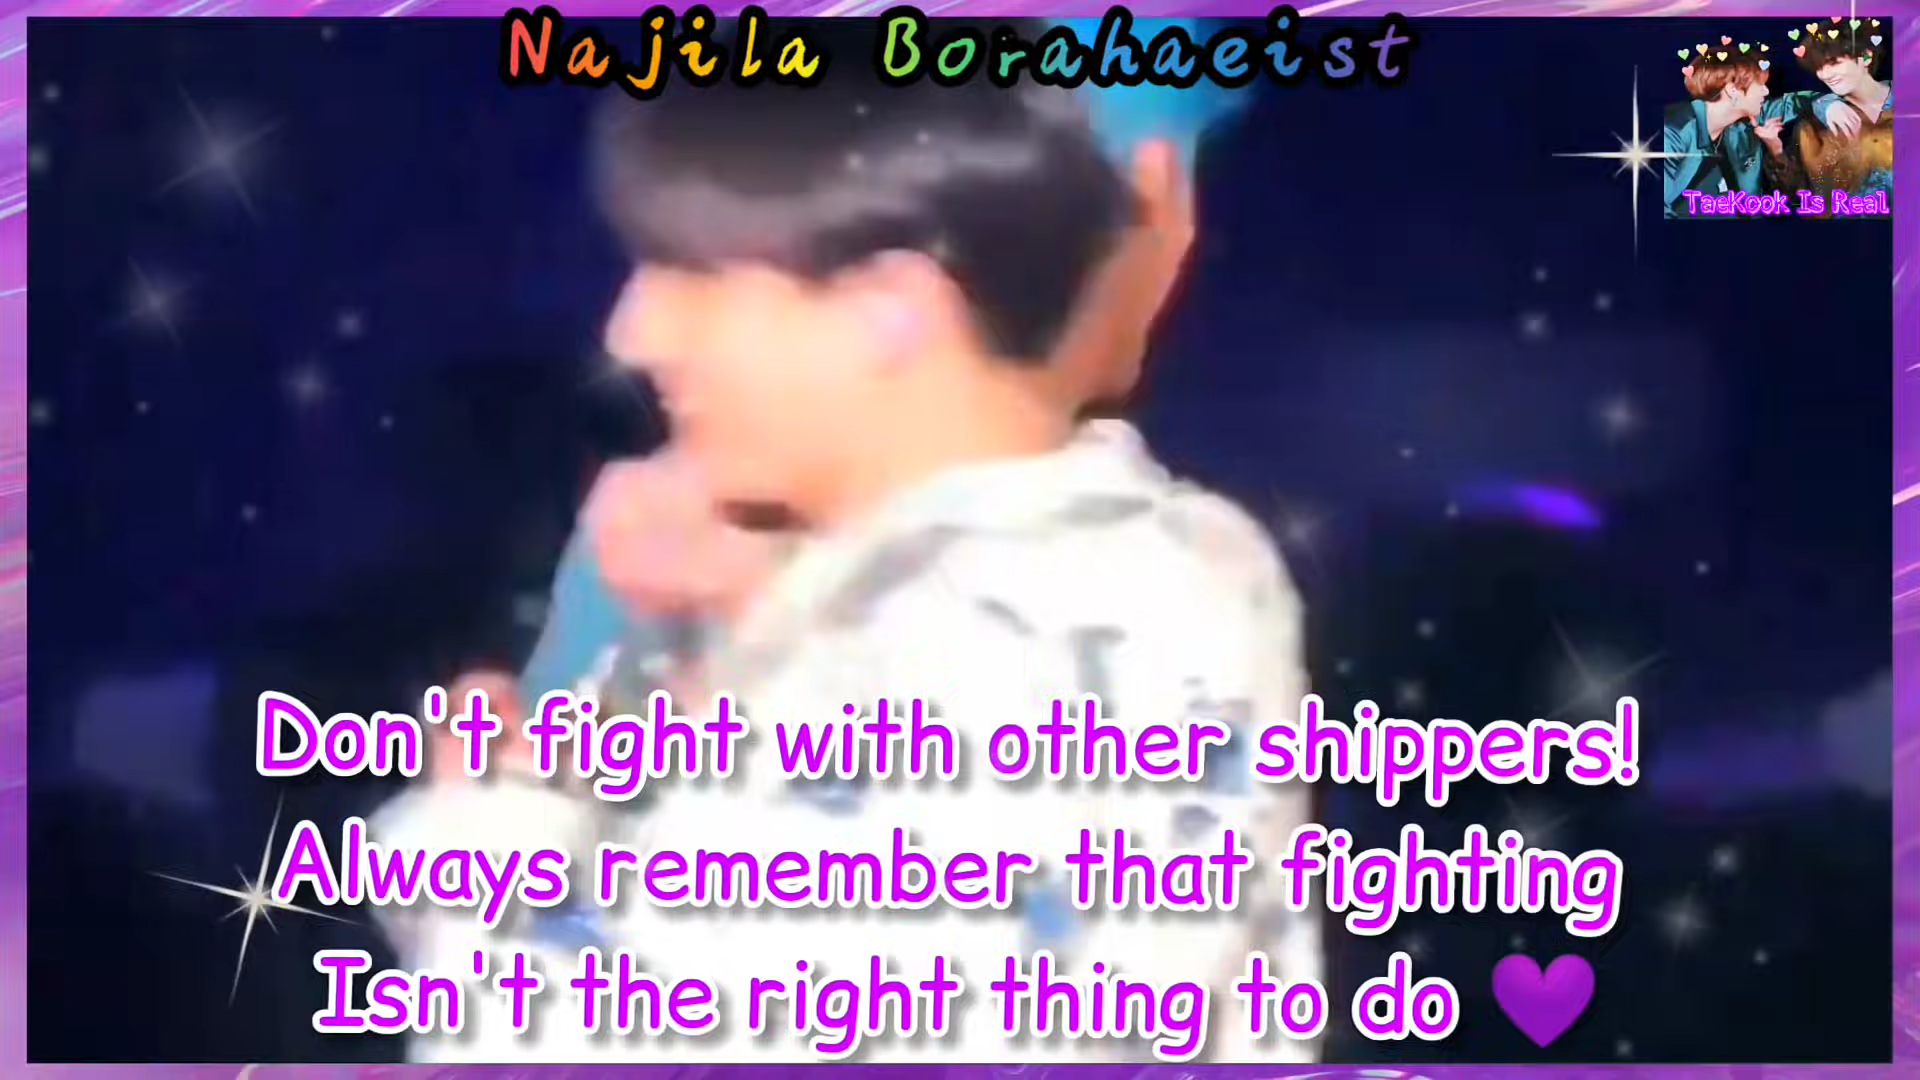 Najila Borahaeist
TaeKook Is Real
Don't fight with other shippers!
Always remember that fighting
Isn't the right thing to do 💜